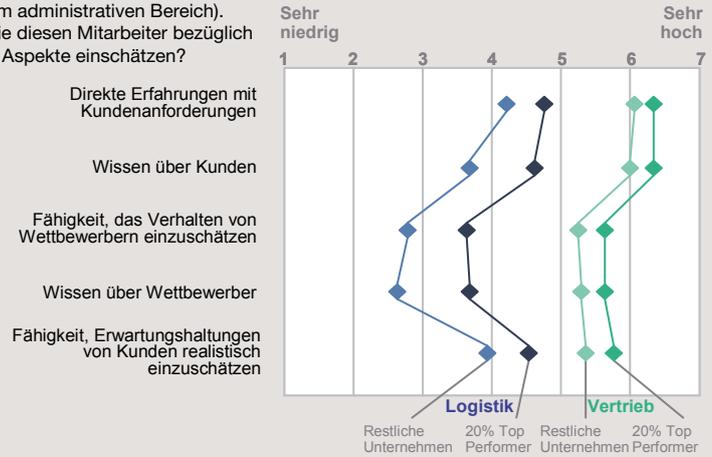 m administrativen Bereich).
ie diesen Mitarbeiter bezüglich
Aspekte einschätzen?
Sehr
niedrig
Sehr
hoch
1 2 3 4 5 6 7
Direkte Erfahrungen mit
Kundenanforderungen
Wissen über Kunden
Fähigkeit, das Verhalten von
Wettbewerbern einzuschätzen
Wissen über Wettbewerber
Fähigkeit, Erwartungshaltungen
von Kunden realistisch
einzuschätzen
Logistik Vertrieb
Restliche
Unternehmen
20% Top
Performer
Restliche
Unternehmen
20% Top
Performer